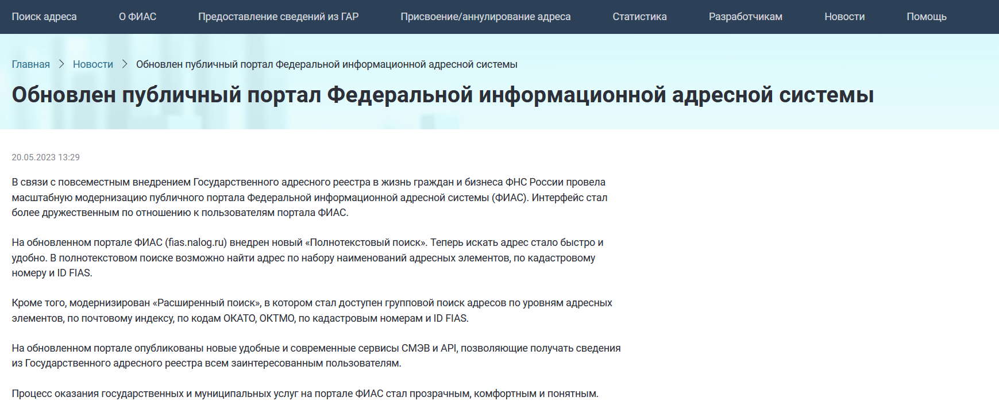 Поиск адреса О ФИАС Предоставление сведений из ГАР Присвоение/аннулирование адреса Статистика Разработчикам Новости Помощь
Главная > Новости > Обновлен публичный портал Федеральной информационной адресной системы
Обновлен публичный портал Федеральной информационной адресной системы
20.05.2023 13:29
В связи с повсеместным внедрением Государственного адресного реестра в жизнь граждан и бизнеса ФНС России провела
масштабную модернизацию публичного портала Федеральной информационной адресной системы (ФИАС). Интерфейс стал
более дружественным по отношению к пользователям портала ФИАС.
На обновленном портале ФИАС (fias.nalog.ru) внедрен новый «Полнотекстовый поиск». Теперь искать адрес стало быстро и
удобно. В полнотекстовом поиске возможно найти адрес по набору наименований адресных элементов, по кадастровому
номеру и ID FIAS.
Кроме того, модернизирован «Расширенный поиск», в котором стал доступен групповой поиск адресов по уровням адресных
элементов, по почтовому индексу, по кодам ОКАТО, ОКТМО, по кадастровым номерам и ID FIAS.
На обновленном портале опубликованы новые удобные и современные сервисы СМЭВ и API, позволяющие получать сведения
из Государственного адресного реестра всем заинтересованным пользователям.
Процесс оказания государственных и муниципальных услуг на портале ФИАС стал прозрачным, комфортным и понятным.